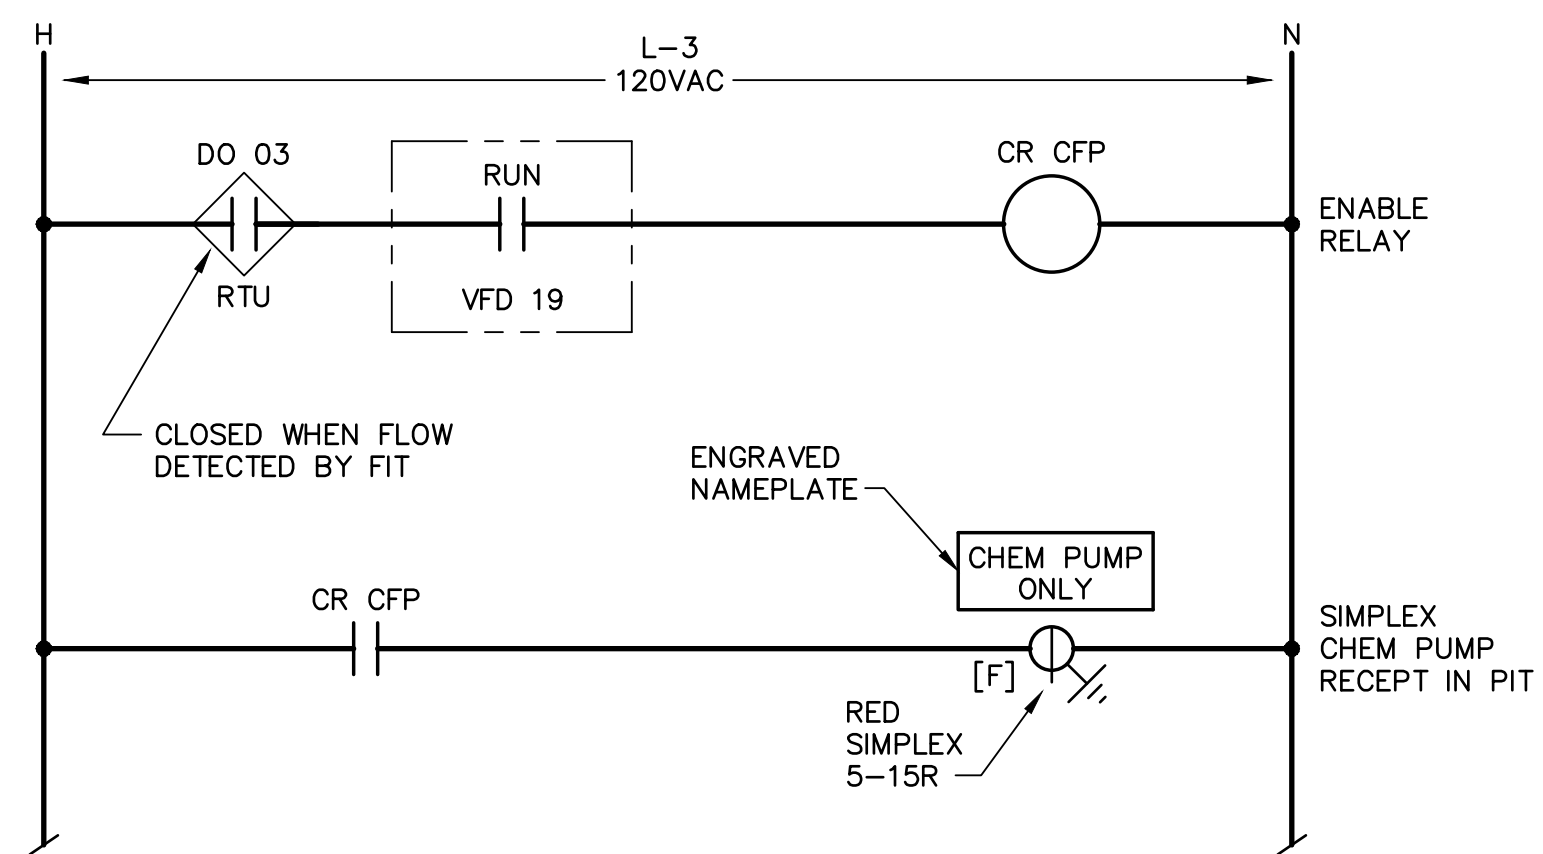 H
N
L-3
120VAC
DO 03
RUN
CR CFP
ENABLE
RELAY
RTU
VFD 19
CLOSED WHEN FLOW
DETECTED BY FIT
ENGRAVED
NAMEPLATE
CHEM PUMP
ONLY
CR CFP
SIMPLEX
CHEM PUMP
RECEPT IN PIT
[F]
RED
SIMPLEX
5-15R